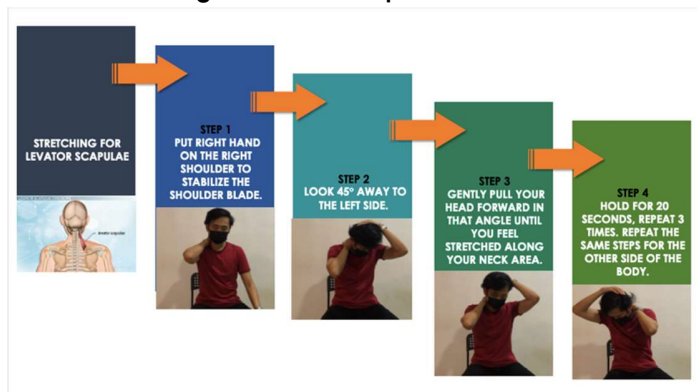 STRETCHING FOR
LEVATOR SCAPULAE
levator scapulae
STEP 1
PUT RIGHT HAND
ON THE RIGHT
SHOULDER TO
STABILIZE THE
SHOULDER BLADE.
STEP 2
LOOK 45º AWAY TO
THE LEFT SIDE.
STEP 3
GENTLY PULL YOUR
HEAD FORWARD IN
THAT ANGLE UNTIL
YOU FEEL
STRETCHED ALONG
YOUR NECK AREA.
STEP 4
HOLD FOR 20
SECONDS, REPEAT 3
TIMES. REPEAT THE
SAME STEPS FOR THE
OTHER SIDE OF THE
BODY.